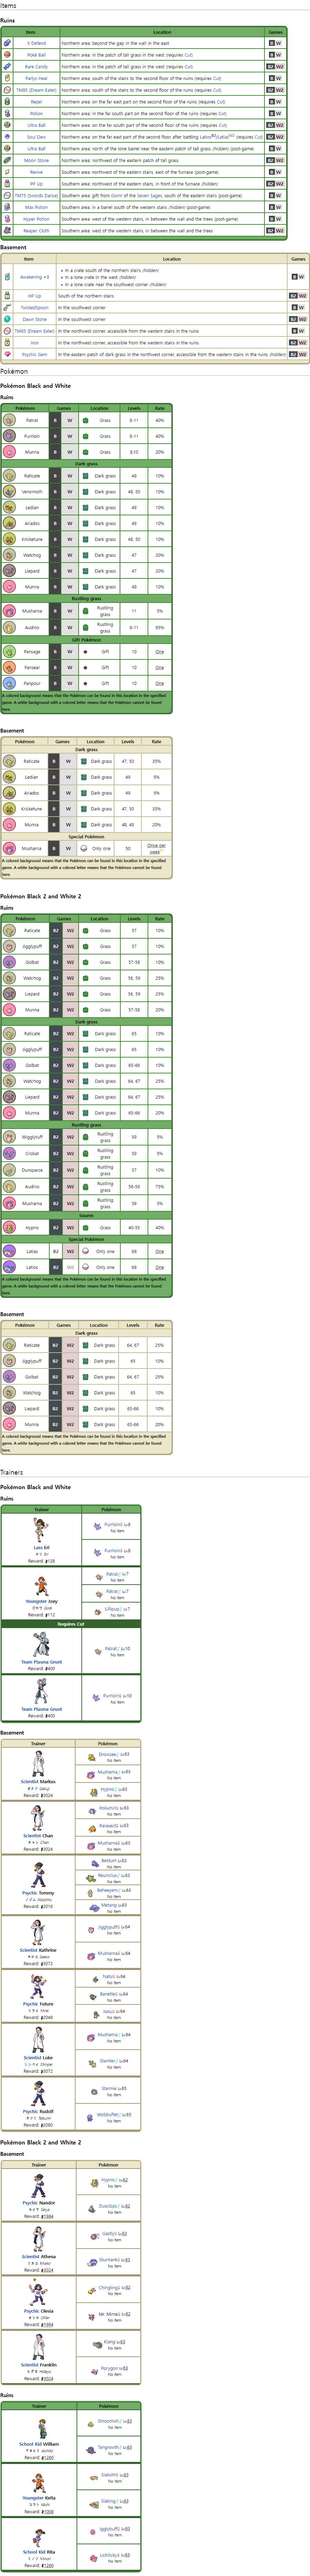 Items
Ruins
Item Location Games
X Defend Northern area: beyond the gap in the wall in the east B W
Poké Ball Northern area: in the patch of tall grass in the west (requires Cut) B W
Rare Candy Northern area: in the patch of tall grass in the west (requires Cut) B2 W2
Parlyz Heal Northern area: south of the stairs to the second floor of the ruins (requires Cut) B W
TM85 (Dream Eater) Northern area: south of the stairs to the second floor of the ruins (requires Cut) B2 W2
Repel Northern area: on the far east part on the second floor of the ruins (requires Cut) B W
Potion Northern area: in the far south part on the second floor of the ruins (requires Cut) B W
Ultra Ball Northern area: on the far south part on the second floor of the ruins (requires Cut) B2 W2
Soul Dew Northern area: on the far east part of the second floor after battling Latios B2/Latias W2 (requires Cut) B2 W2
Ultra Ball Northern area: north of the lone barrel near the eastern patch of tall grass (hidden) (post-game) B W
Moon Stone Northern area: northwest of the eastern patch of tall grass B2 W2
Revive Southern area: northwest of the eastern stairs, east of the furnace (post-game) B W
PP Up Southern area: northwest of the eastern stairs, in front of the furnace (hidden) B2 W2
TM75 (Swords Dance) Southern area: gift from Gorm of the Seven Sages, south of the eastern stairs (post-game) B W
Max Potion Southern area: in a barrel south of the western stairs (hidden) (post-game) B W
Hyper Potion Southern area: west of the western stairs, in between the wall and the trees (post-game) B W
Reaper Cloth Southern area: west of the western stairs, in between the wall and the trees B2 W2
Basement
Item Location Games
Awakening ×3
In a crate south of the northern stairs (hidden)
In a lone crate in the west (hidden)
In a lone crate near the southwest corner (hidden)
B W
HP Up South of the northern stairs B2 W2
TwistedSpoon In the southwest corner B W
Dawn Stone In the southwest corner B2 W2
TM85 (Dream Eater) In the northwest corner, accessible from the western stairs in the ruins B W
Iron In the northwest corner, accessible from the western stairs in the ruins B2 W2
Psychic Gem In the eastern patch of dark grass in the northwest corner, accessible from the western stairs in the ruins (hidden) B2 W2
Pokémon
Pokémon Black and White
Ruins
Pokémon Games Location Levels Rate
Patrat B W Grass 8-11 40%
Purrloin B W Grass 8-11 40%
Munna B W Grass 8,10 20%
Dark grass
Raticate B W Dark grass 48 10%
Venomoth B W Dark grass 48, 50 10%
Ledian B W Dark grass 49 10%
Ariados B W Dark grass 49 10%
Kricketune B W Dark grass 48, 50 10%
Watchog B W Dark grass 47 20%
Liepard B W Dark grass 47 20%
Munna B W Dark grass 48 10%
Rustling grass
Musharna B W Rustling grass 11 5%
Audino B W Rustling grass 8-11 95%
Gift Pokémon
Pansage B W Gift 10 One
Pansear B W Gift 10 One
Panpour B W Gift 10 One
A colored background means that the Pokémon can be found in this location in the specified
game. A white background with a colored letter means that the Pokémon cannot be found
here.
Basement
Pokémon Games Location Levels Rate
Dark grass
Raticate B W Dark grass 47, 50 35%
Ledian B W Dark grass 49 5%
Ariados B W Dark grass 49 5%
Kricketune B W Dark grass 47, 50 35%
Munna B W Dark grass 48, 49 20%
Special Pokémon
Musharna B W Only one 50 Once per week
A colored background means that the Pokémon can be found in this location in the specified
game. A white background with a colored letter means that the Pokémon cannot be found
here.
Pokémon Black 2 and White 2
Ruins
Pokémon Games Location Levels Rate
Raticate B2 W2 Grass 57 10%
Jigglypuff B2 W2 Grass 57 10%
Golbat B2 W2 Grass 57-58 10%
Watchog B2 W2 Grass 56, 59 25%
Liepard B2 W2 Grass 56, 59 25%
Munna B2 W2 Grass 57-58 20%
Dark grass
Raticate B2 W2 Dark grass 65 10%
Jigglypuff B2 W2 Dark grass 65 10%
Golbat B2 W2 Dark grass 65-66 10%
Watchog B2 W2 Dark grass 64, 67 25%
Liepard B2 W2 Dark grass 64, 67 25%
Munna B2 W2 Dark grass 65-66 20%
Rustling grass
Wigglytuff B2 W2 Rustling grass 59 5%
Crobat B2 W2 Rustling grass 59 5%
Dunsparce B2 W2 Rustling grass 57 10%
Audino B2 W2 Rustling grass 56-59 75%
Musharna B2 W2 Rustling grass 59 5%
Swarm
Hypno B2 W2 Grass 40-55 40%
Special Pokémon
Latias B2 W2 Only one 68 One
Latios B2 W2 Only one 68 One
A colored background means that the Pokémon can be found in this location in the specified
game. A white background with a colored letter means that the Pokémon cannot be found
here.
Basement
Pokémon Games Location Levels Rate
Dark grass
Raticate B2 W2 Dark grass 64, 67 25%
Jigglypuff B2 W2 Dark grass 65 10%
Golbat B2 W2 Dark grass 64, 67 25%
Watchog B2 W2 Dark grass 65 10%
Liepard B2 W2 Dark grass 65-66 10%
Munna B2 W2 Dark grass 65-66 20%
A colored background means that the Pokémon can be found in this location in the specified
game. A white background with a colored letter means that the Pokémon cannot be found
here.
Trainers
Pokémon Black and White
Ruins
Trainer Pokémon
Lass Eri
Reward: 128
Purrloin Lv.8
No item
Purrloin Lv.8
No item
Youngster Joey
Reward: 112
Patrat Lv.7
No item
Patrat Lv.7
No item
Lillipup Lv.7
No item
Requires Cut
Team Plasma Grunt
Reward: 400
Patrat Lv.10
No item
Team Plasma Grunt
Reward: 400
Purrloin Lv.10
No item
Basement
Trainer Pokémon
Scientist Markus
Reward: 3024
Drowzee Lv.63
No item
Musharna Lv.63
No item
Hypno Lv.63
No item
Scientist Chan
Reward: 3024
Poliwhirl Lv.63
No item
Parasect Lv.63
No item
Musharna Lv.63
No item
Psychic Tommy
Reward: 2016
Beldum Lv.63
No item
Reuniclus Lv.63
No item
Beheeyem Lv.63
No item
Metang Lv.63
No item
Scientist Kathrine
Reward: 3072
Jigglypuff Lv.64
No item
Musharna Lv.64
No item
Psychic Future
Reward: 2048
Natu Lv.64
No item
Banette Lv.64
No item
Xatu Lv.64
No item
Scientist Luke
Reward: 3072
Musharna Lv.64
No item
Stantler Lv.64
No item
Psychic Rudolf
Reward: 2080
Starmie Lv.65
No item
Wobbuffet Lv.65
No item
Pokémon Black 2 and White 2
Basement
Trainer Pokémon
Psychic Nandor
Reward: 1984
Hypno Lv.62
No item
Dusclops Lv.62
No item
Scientist Athena
Reward: 3024
Gastly Lv.63
No item
Skuntank Lv.63
No item
Psychic Olesia
Reward: 1984
Chingling Lv.62
No item
Mr. Mime Lv.62
No item
Scientist Franklin
Reward: 3024
Klang Lv.63
No item
Porygon Lv.63
No item
Ruins
Trainer Pokémon
School Kid William
Reward: 1260
Shroomish Lv.63
No item
Tangrowth Lv.63
No item
Youngster Keita
Reward: 1008
Slakoth Lv.63
No item
Slaking Lv.63
No item
School Kid Rita
Reward: 1260
Igglybuff Lv.63
No item
Lickilicky Lv.63
No item